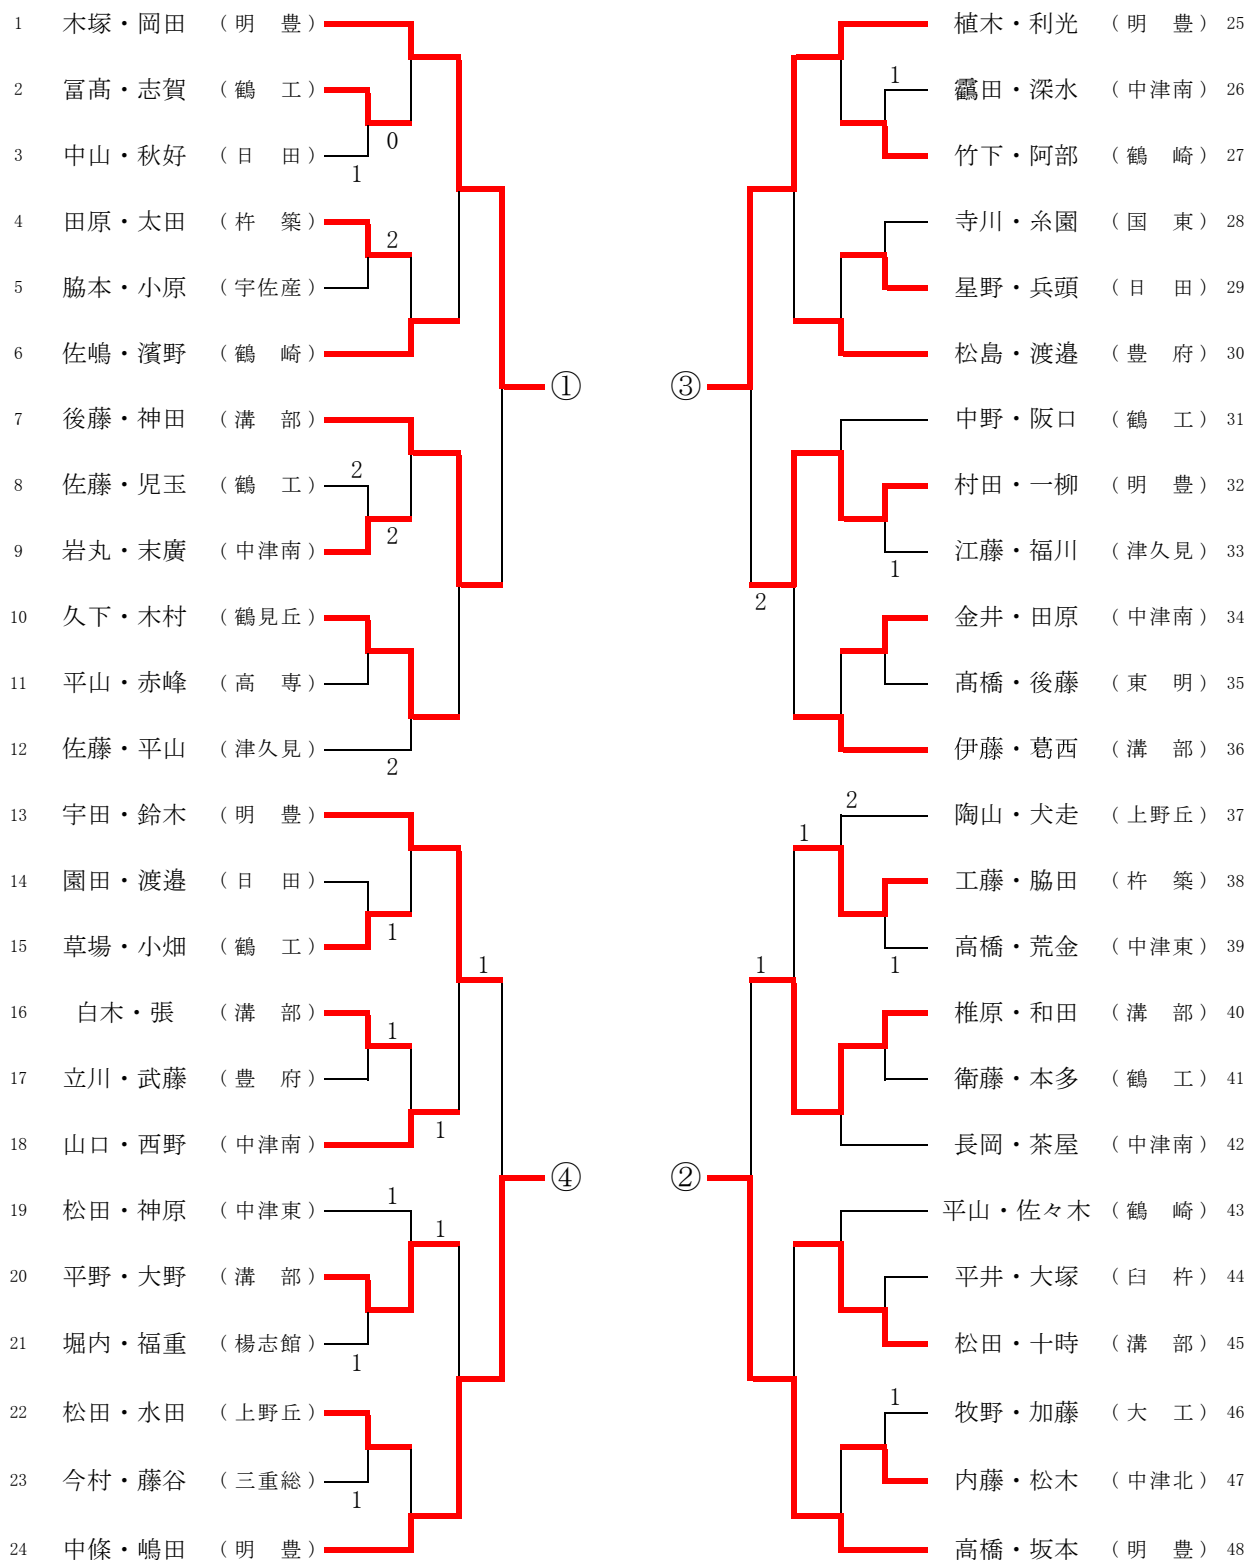 1 木塚・岡田 （明　豊）
2 冨髙・志賀 （鶴　工）
0
3 中山・秋好 （日　田）
1
4 田原・太田 （杵　築）
2
5 脇本・小原 （宇佐産）
6 佐嶋・濱野 （鶴　崎）
①
7 後藤・神田 （溝　部）
2
8 佐藤・児玉 （鶴　工）
2
9 岩丸・末廣 （中津南）
10 久下・木村 （鶴見丘）
11 平山・赤峰 （高　専）
12 佐藤・平山 （津久見）
2
13 宇田・鈴木 （明　豊）
14 園田・渡邉 （日　田）
1
15 草場・小畑 （鶴　工）
1
16 白木・張 （溝　部）
1
17 立川・武藤 （豊　府）
18 山口・西野 （中津南）
1
④
19 松田・神原 （中津東）
1
1
20 平野・大野 （溝　部）
21 堀内・福重 （楊志館）
1
22 松田・水田 （上野丘）
23 今村・藤谷 （三重総）
1
24 中條・嶋田 （明　豊）
植木・利光 （明　豊） 25
1
靍田・深水 （中津南） 26
竹下・阿部 （鶴　崎） 27
寺川・糸園 （国　東） 28
星野・兵頭 （日　田） 29
松島・渡邉 （豊　府） 30
③
中野・阪口 （鶴　工） 31
村田・一柳 （明　豊） 32
江藤・福川 （津久見） 33
1
2
金井・田原 （中津南） 34
髙橋・後藤 （東　明） 35
伊藤・葛西 （溝　部） 36
2
陶山・犬走 （上野丘） 37
1
工藤・脇田 （杵　築） 38
高橋・荒金 （中津東） 39
1
1
椎原・和田 （溝　部） 40
衛藤・本多 （鶴　工） 41
長岡・茶屋 （中津南） 42
②
平山・佐々木 （鶴　崎） 43
平井・大塚 （臼　杵） 44
松田・十時 （溝　部） 45
1
牧野・加藤 （大　工） 46
内藤・松木 （中津北） 47
高橋・坂本 （明　豊） 48